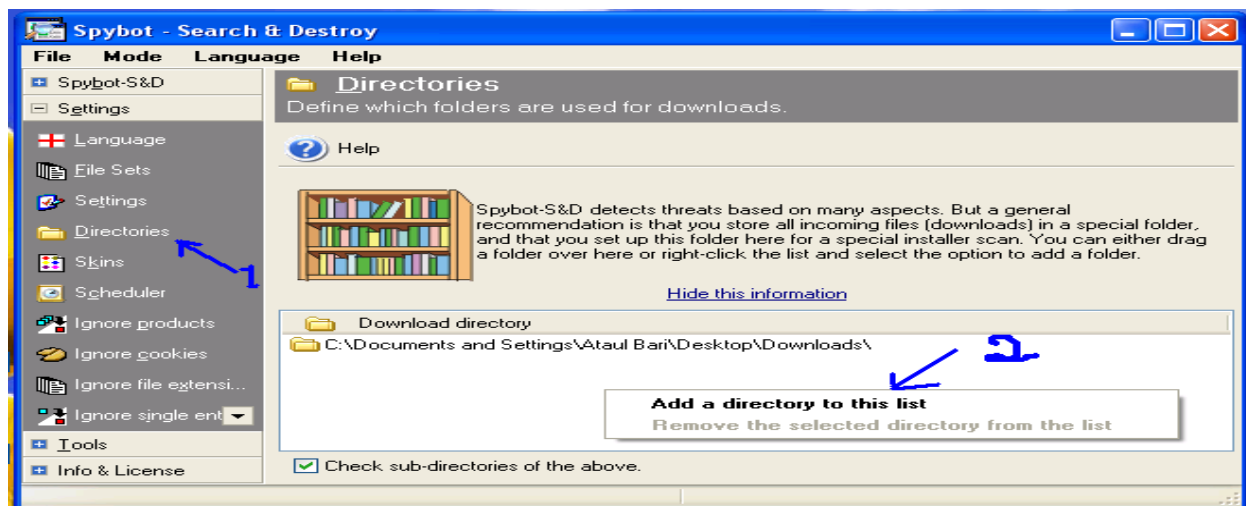 Spybot - Search & Destroy
File Mode Language Help
Spybot-S&D
Settings
Language
File Sets
Settings
Directories
Skins
Scheduler
Ignore products
Ignore cookies
Ignore file extensi...
Ignore single ent
Tools
Info & License
Directories
Define which folders are used for downloads.
Help
Spybot-S&D detects threats based on many aspects. But a general
recommendation is that you store all incoming files (downloads) in a special folder,
and that you set up this folder here for a special installer scan. You can either drag
a folder over here or right-click the list and select the option to add a folder.
Hide this information
Download directory
C:\Documents and Settings\Ataul Bari\Desktop\Downloads\
Add a directory to this list
Remove the selected directory from the list
Check sub-directories of the above.
1
2